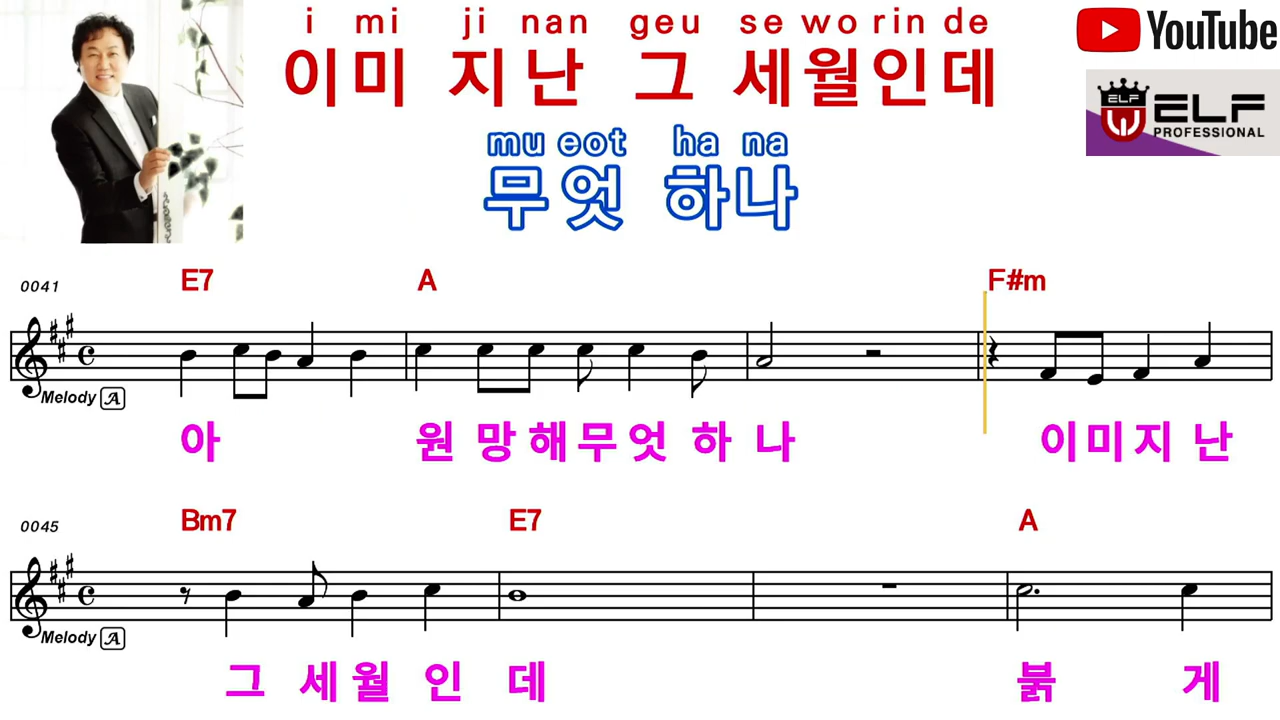 i mi ji nan geu se wo rin de
이미 지난 그 세월인데
mu eot ha na
무엇 하나
YouTube
ELF
ELF
PROFESSIONAL
0041 E7 A F#m
Melody A
아 원망해무엇하나 이미지난
0045 Bm7 E7 A
Melody A
그 세월인데 붉게